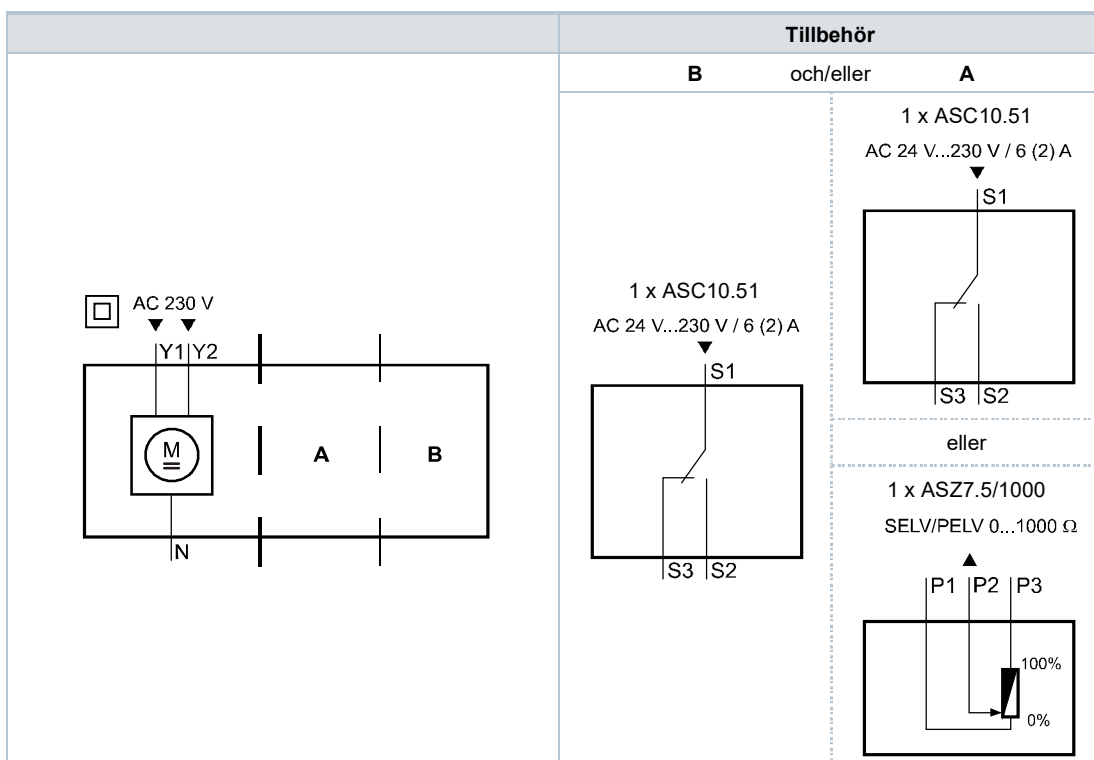 Tillbehör
B och/eller A
1 x ASC10.51
AC 24 V...230 V / 6 (2) A
S1
S3 S2
eller
1 x ASZ7.5/1000
SELV/PELV 0...1000 Ω
P1 P2 P3
100%
0%
1 x ASC10.51
AC 24 V...230 V / 6 (2) A
S1
S3 S2
AC 230 V
Y1 Y2
M
A
B
N